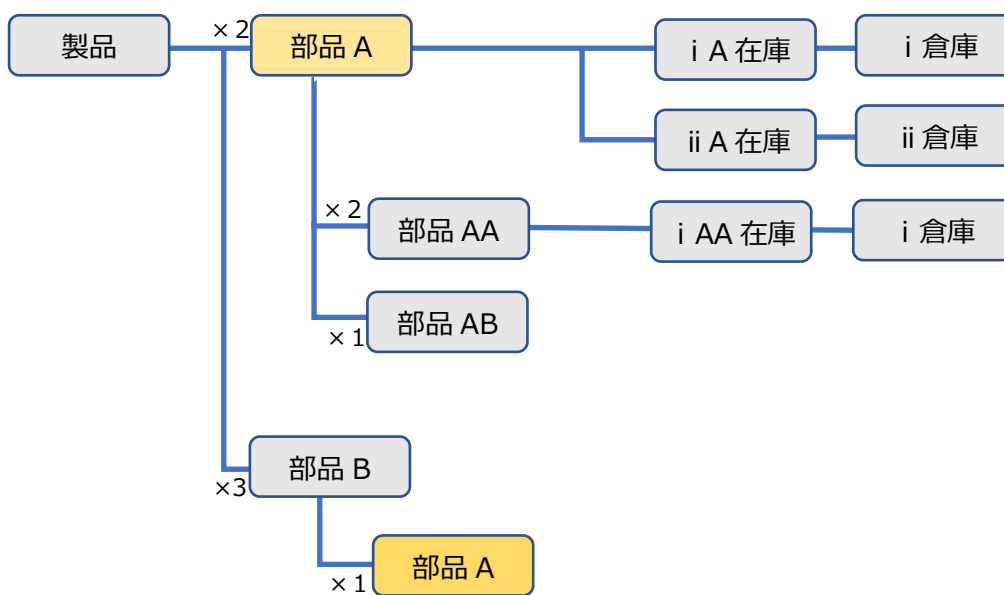 製品
×2
部品 A
ⅰ A 在庫
ⅰ 倉庫
ⅱ A 在庫
ⅱ 倉庫
×2
部品 AA
ⅰ AA 在庫
ⅰ 倉庫
×1
部品 AB
×3
部品 B
×1
部品 A